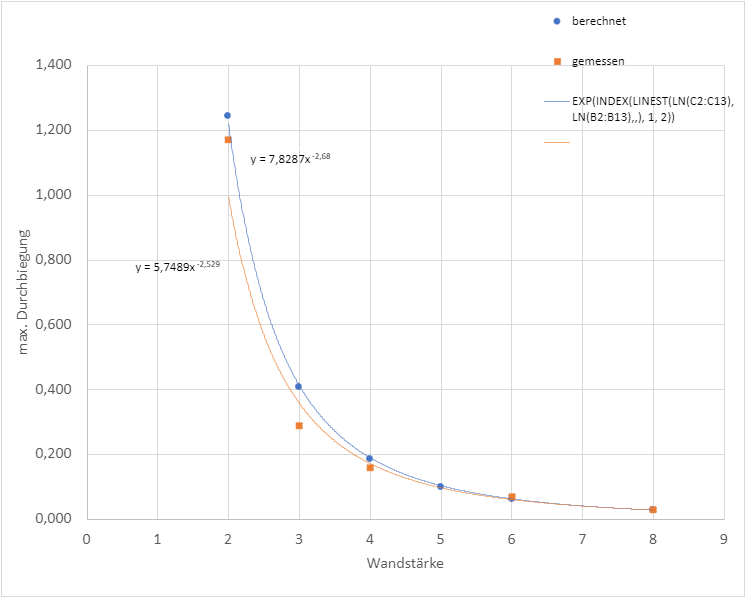 berechnet
gemessen
EXP(INDEX(LINEST(LN(C2:C13),
LN(B2:B13),,), 1, 2))
1,400
1,200
1,000
0,800
0,600
0,400
0,200
0,000
y = 7,8287x^-2,68
y = 5,7489x^-2,529
max. Durchbiegung
0 1 2 3 4 5 6 7 8 9
Wandstärke